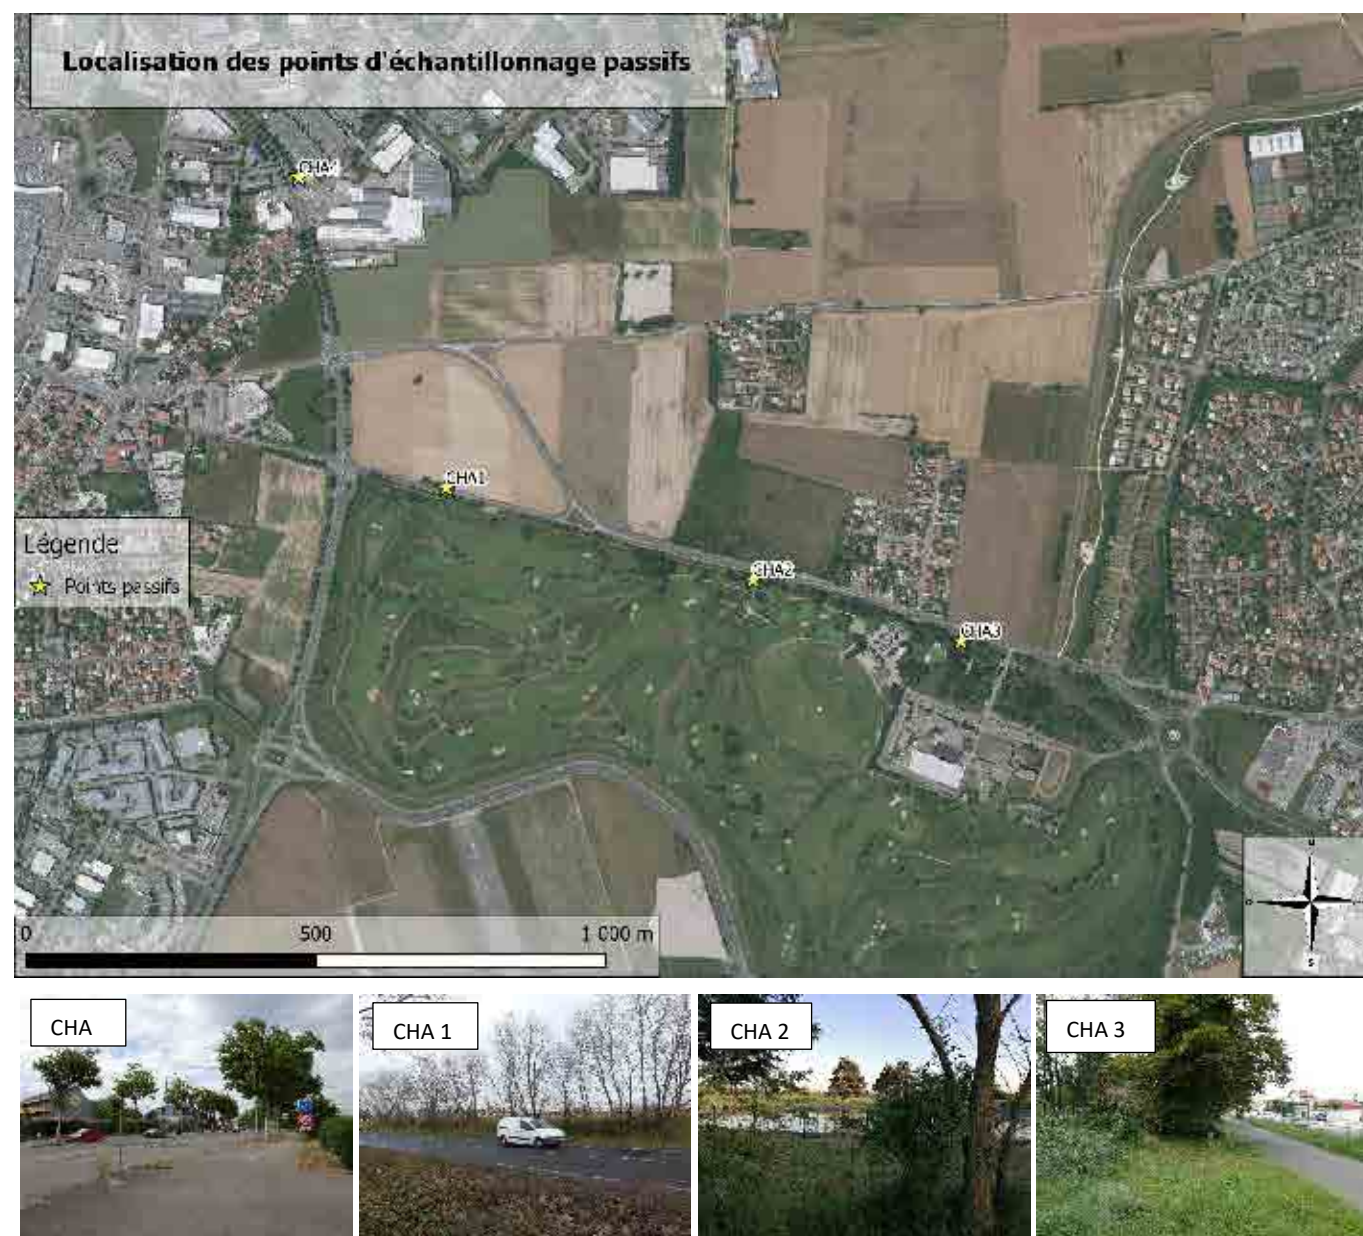 Localisation des points d'échantillonnage passifs
CHA4
CHA1
CHA2
CHA3
Légende
Points passifs
0 500 1 000 m
o
s
CHA
CHA 1
CHA 2
CHA 3